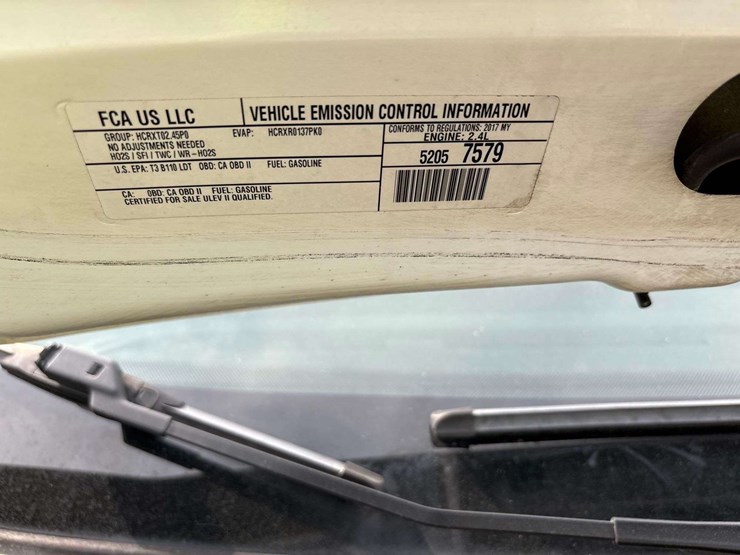 FCA US LLC
VEHICLE EMISSION CONTROL INFORMATION
GROUP: HCRXT02.45P0 EVAP: HCRXR0137PK0
NO ADJUSTMENTS NEEDED
HO2S / SFI / TWC / WR-HO2S
CONFORMS TO REGULATIONS: 2017 MY
ENGINE: 2.4L
U.S. EPA: T3 B110 LDT OBD: CA OBD II FUEL: GASOLINE
5205 7579
CA: OBD: CA OBD II FUEL: GASOLINE
CERTIFIED FOR SALE ULEV II QUALIFIED.